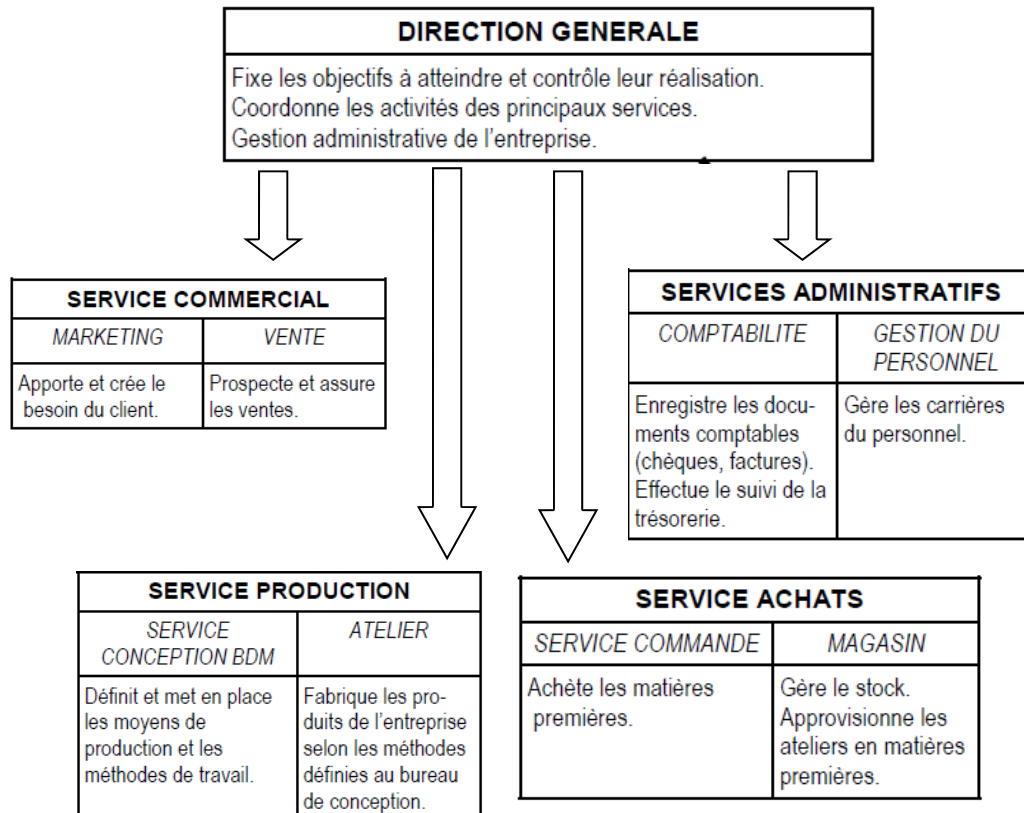 DIRECTION GENERALE
Fixe les objectifs à atteindre et contrôle leur réalisation.
Coordonne les activités des principaux services.
Gestion administrative de l'entreprise.
SERVICE COMMERCIAL
MARKETING
VENTE
Apporte et crée le
besoin du client.
Prospecte et assure
les ventes.
SERVICES ADMINISTRATIFS
COMPTABILITE
GESTION DU
PERSONNEL
Enregistre les docu-
ments comptables
(chèques, factures).
Effectue le suivi de la
trésorerie.
Gère les carrières
du personnel.
SERVICE PRODUCTION
SERVICE
CONCEPTION BDM
ATELIER
Définit et met en place
les moyens de
production et les
méthodes de travail.
Fabrique les pro-
duits de l'entreprise
selon les méthodes
définies au bureau
de conception.
SERVICE ACHATS
SERVICE COMMANDE
MAGASIN
Achète les matières
premières.
Gère le stock.
Approvisionne les
ateliers en matières
premières.